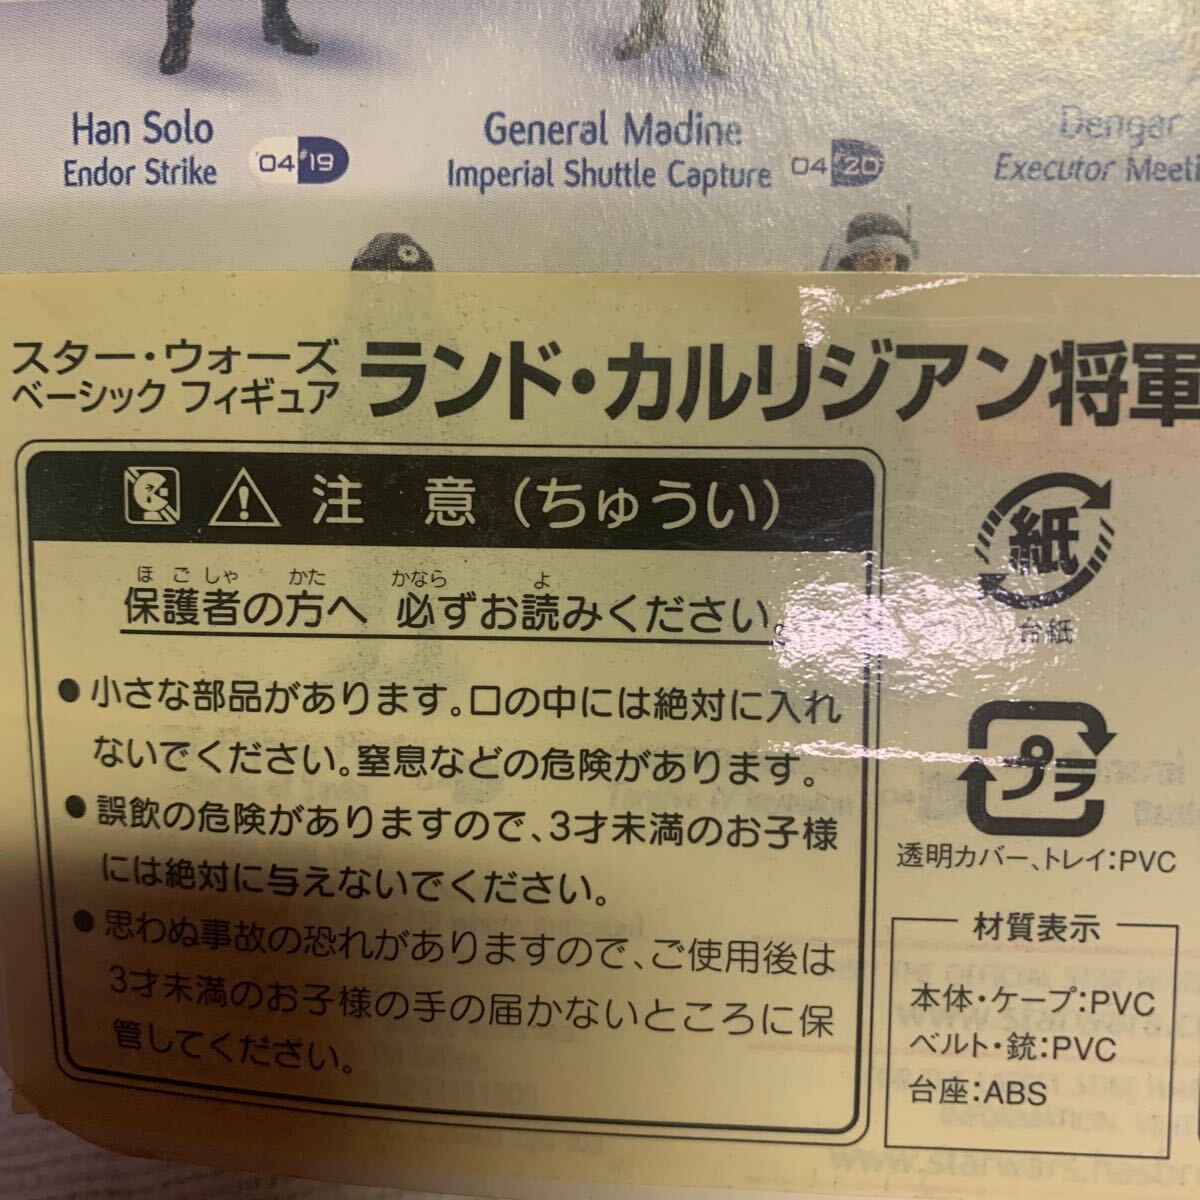 Han Solo
Endor Strike
'04 #19
General Madine
Imperial Shuttle Capture
04 #20
Dengar
Executor Meeti
スター・ウォーズ
ベーシック フィギュア
ランド・カルリジアン将軍
注 意（ちゅうい）
ほ ご しゃ かた かなら よ
保護者の方へ 必ずお読みください。
●小さな部品があります。口の中には絶対に入れ
ないでください。窒息などの危険があります。
●誤飲の危険がありますので、3才未満のお子様
には絶対に与えないでください。
●思わぬ事故の恐れがありますので、ご使用後は
3才未満のお子様の手の届かないところに保
管してください。
紙
台紙
プラ
透明カバー、トレイ:PVC
材質表示
本体・ケープ:PVC
ベルト・銃:PVC
台座:ABS